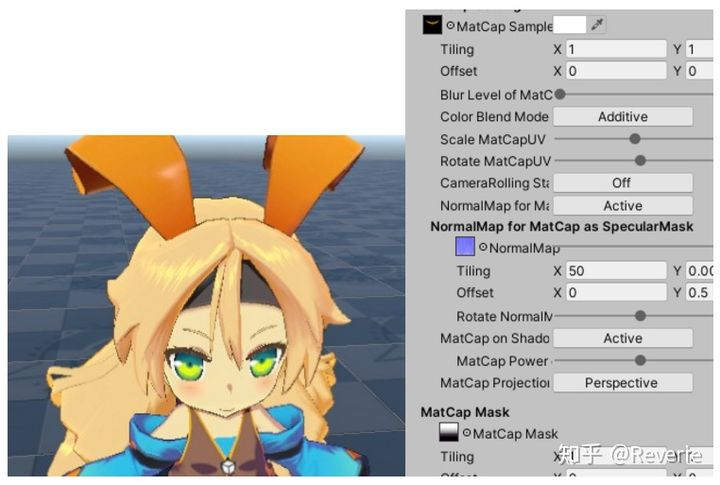 MatCap Sample
Tiling X 1 Y 1
Offset X 0 Y 0
Blur Level of MatC
Color Blend Mode Additive
Scale MatCapUV
Rotate MatCapUV
CameraRolling Sta Off
NormalMap for Ma Active
NormalMap for MatCap as SpecularMask
NormalMap
Tiling X 50 Y 0.00
Offset X 0 Y 0.5
Rotate NormalM
MatCap on Shado Active
MatCap Power
MatCap Projection Perspective
MatCap Mask
MatCap Mask
Tiling X Y 1
知乎 @Reverie